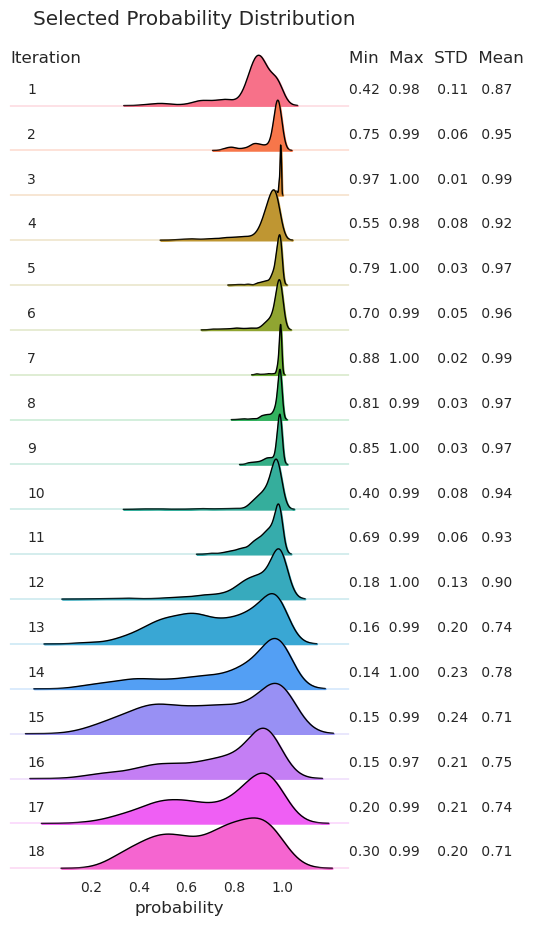 Selected Probability Distribution
Iteration Min Max STD Mean
1 0.42 0.98 0.11 0.87
2 0.75 0.99 0.06 0.95
3 0.97 1.00 0.01 0.99
4 0.55 0.98 0.08 0.92
5 0.79 1.00 0.03 0.97
6 0.70 0.99 0.05 0.96
7 0.88 1.00 0.02 0.99
8 0.81 0.99 0.03 0.97
9 0.85 1.00 0.03 0.97
10 0.40 0.99 0.08 0.94
11 0.69 0.99 0.06 0.93
12 0.18 1.00 0.13 0.90
13 0.16 0.99 0.20 0.74
14 0.14 1.00 0.23 0.78
15 0.15 0.99 0.24 0.71
16 0.15 0.97 0.21 0.75
17 0.20 0.99 0.21 0.74
18 0.30 0.99 0.20 0.71
0.2 0.4 0.6 0.8 1.0
probability